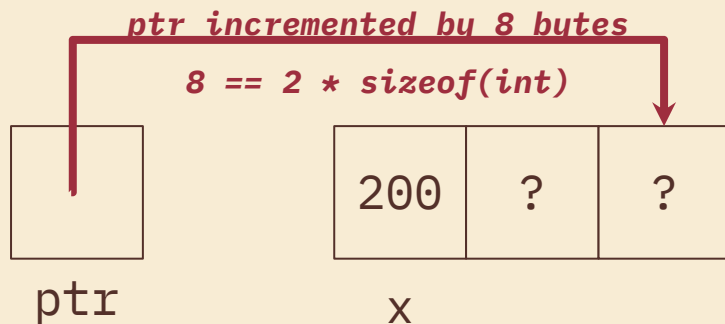 ptr incremented by 8 bytes
8 == 2 * sizeof(int)
200 ? ?
ptr x